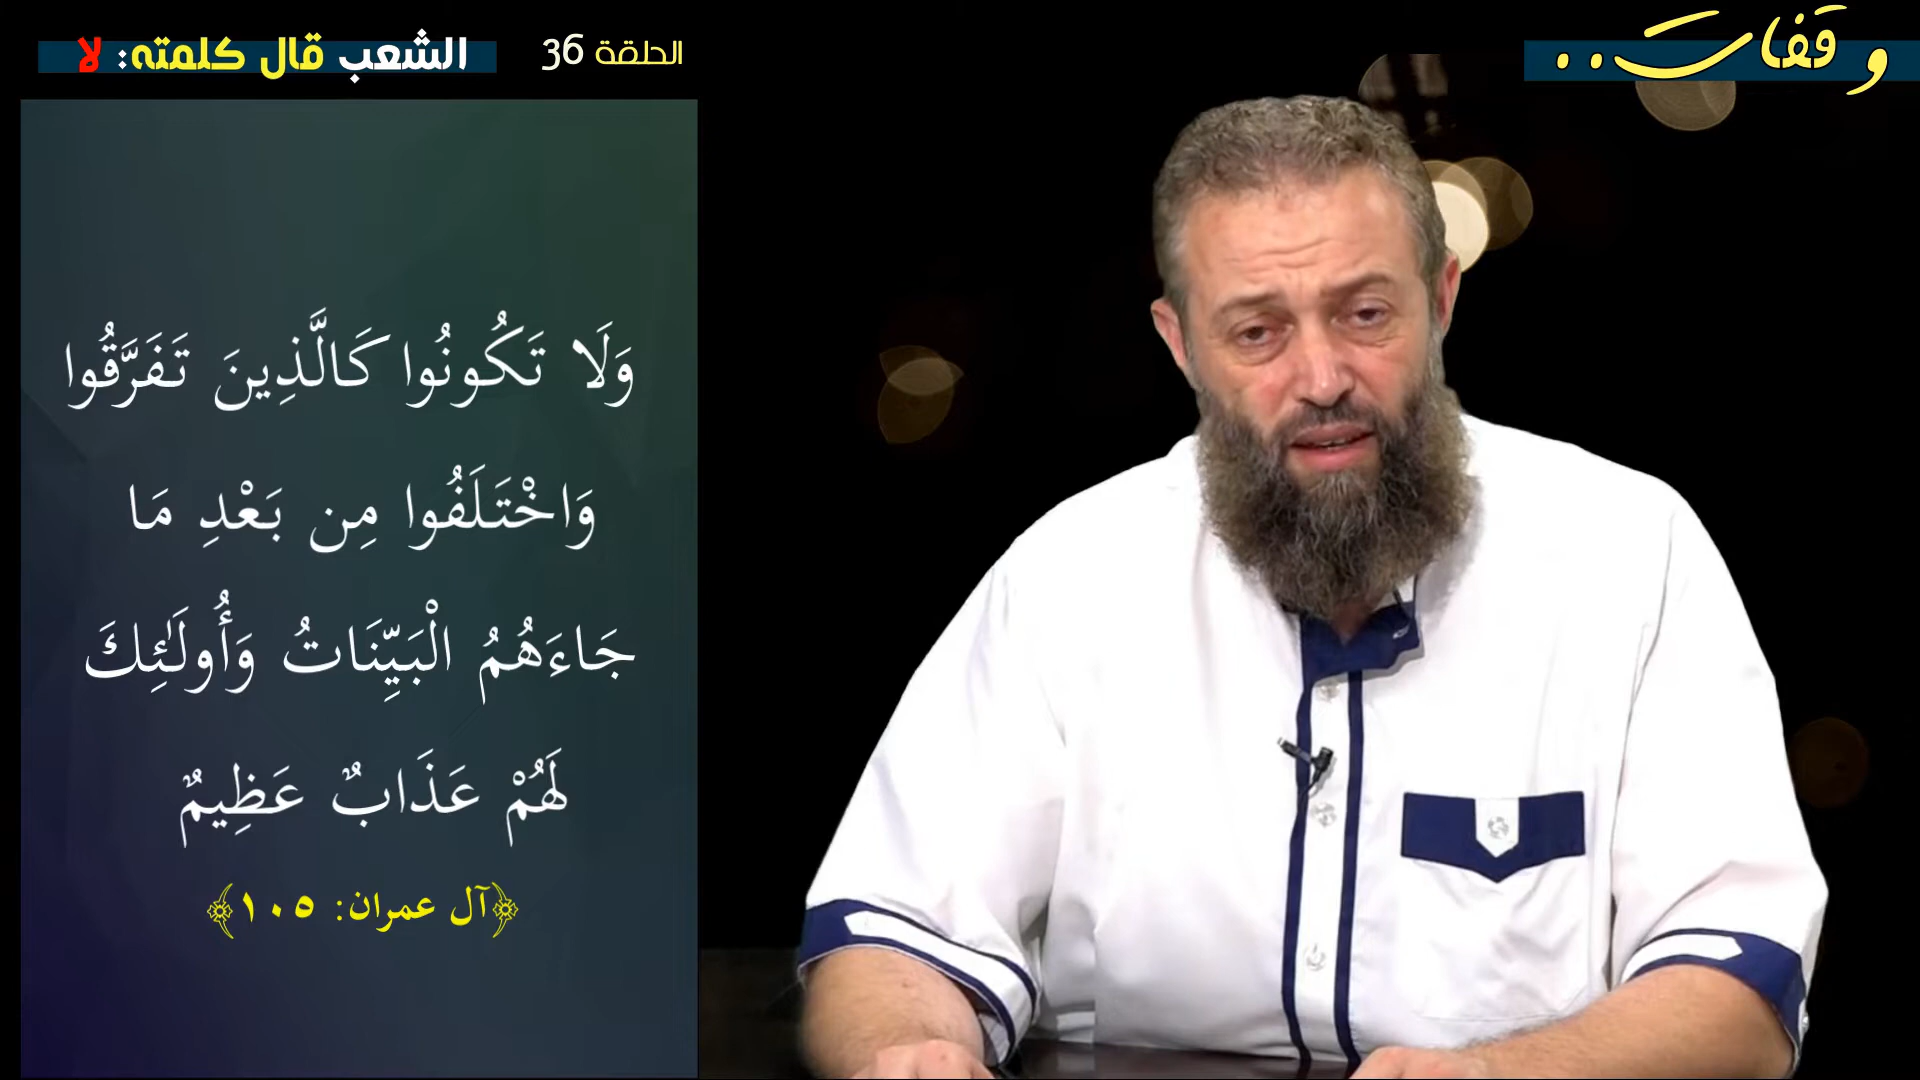 وقفات..
الحلقة 36
الشعب قال كلمته: لا
وَلَا تَكُونُوا كَالَّذِينَ تَفَرَّقُوا
وَاخْتَلَفُوا مِن بَعْدِ مَا
جَاءَهُمُ الْبَيِّنَاتُ وَأُولَٰئِكَ
لَهُمْ عَذَابٌ عَظِيمٌ
﴿آل عمران: ١٠٥﴾